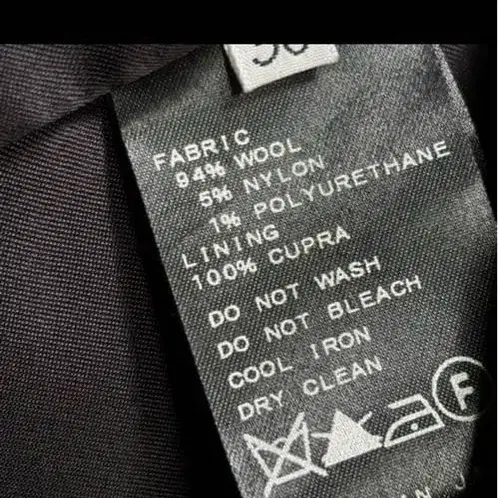 50
FABRIC
94% WOOL
5% NYLON
1% POLYURETHANE
LINING
100% CUPRA
DO NOT WASH
DO NOT BLEACH
COOL IRON
DRY CLEAN
F